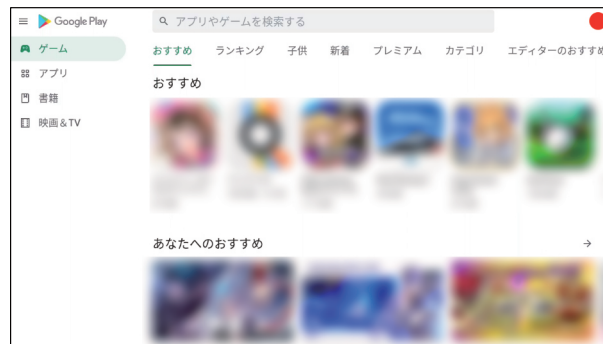 Google Play
アプリやゲームを検索する
ゲーム
アプリ
書籍
映画&TV
おすすめ ランキング 子供 新着 プレミアム カテゴリ エディターのおすすめ
おすすめ
あなたへのおすすめ